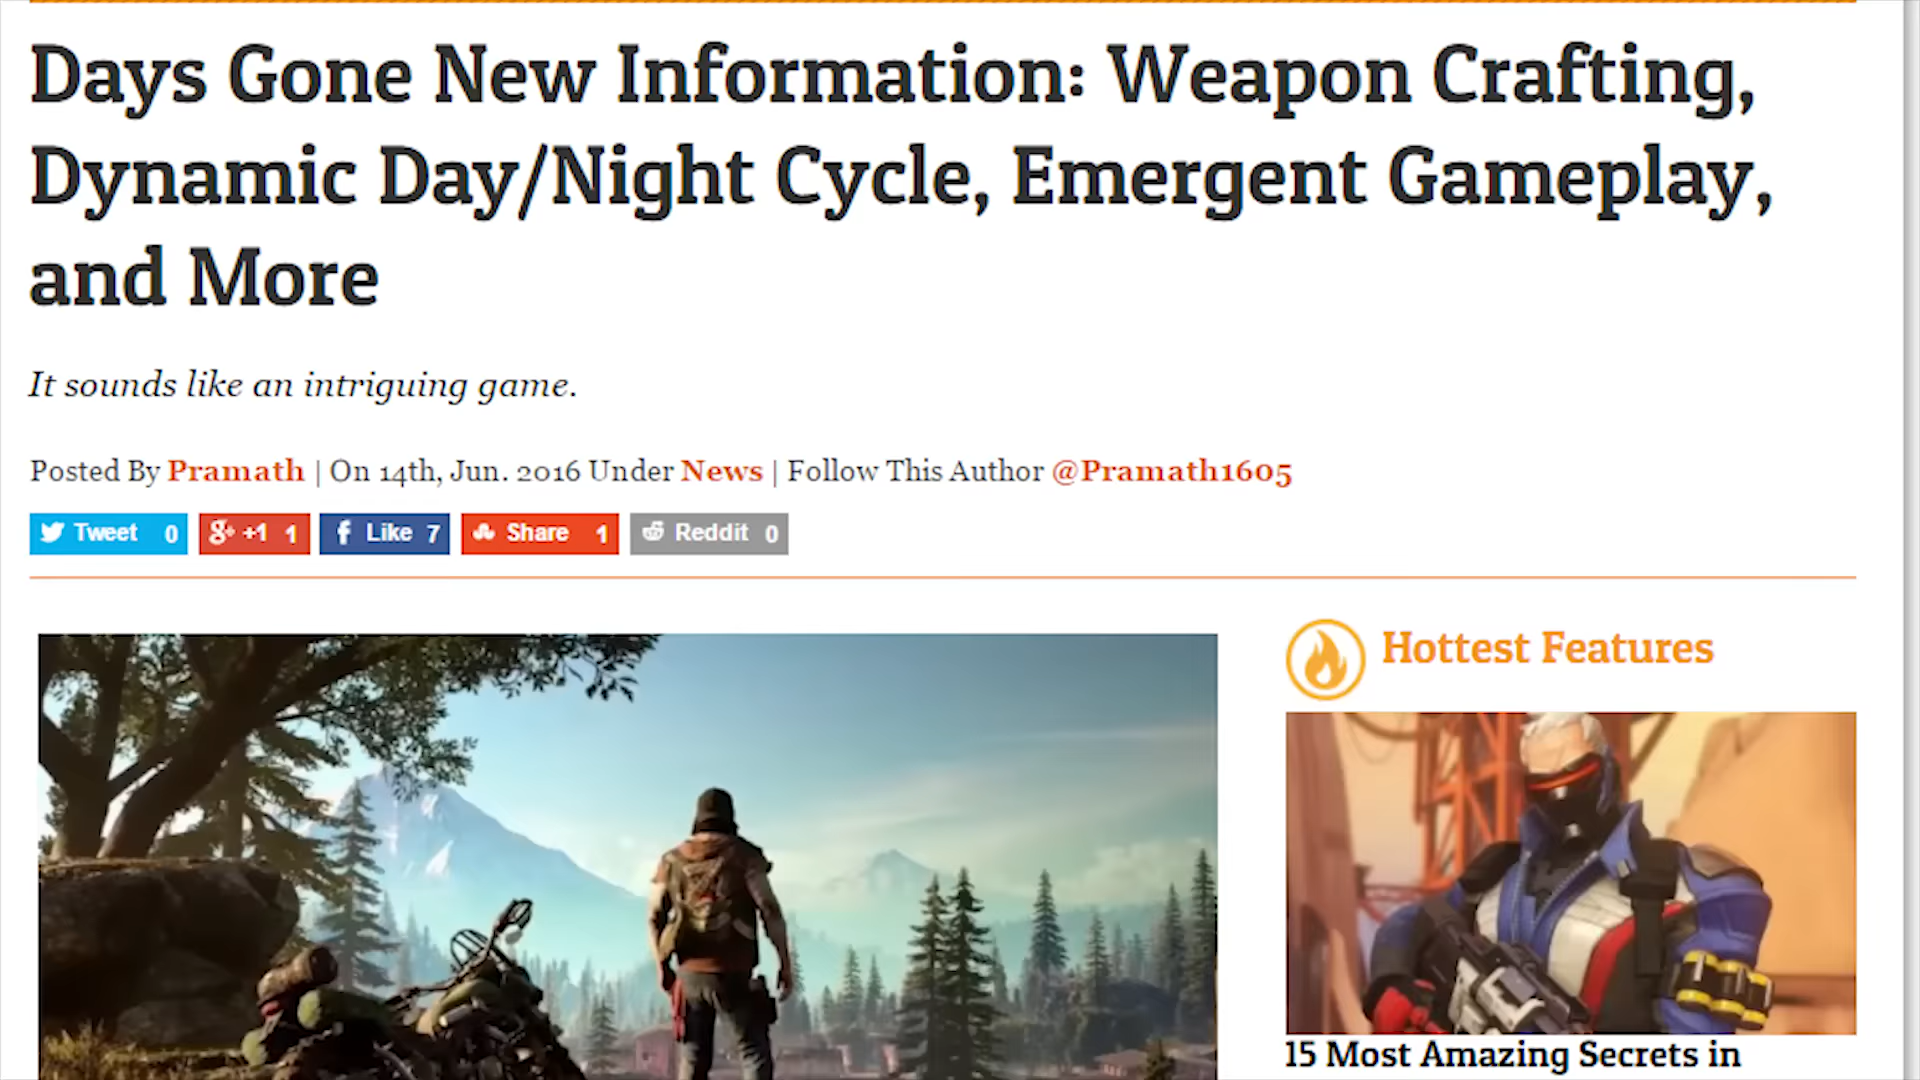 Days Gone New Information: Weapon Crafting,
Dynamic Day/Night Cycle, Emergent Gameplay,
and More
It sounds like an intriguing game.
Posted By Pramath | On 14th, Jun. 2016 Under News | Follow This Author @Pramath1605
Tweet 0 g+ +1 1 f Like 7 Share 1 Reddit 0
Hottest Features
15 Most Amazing Secrets in